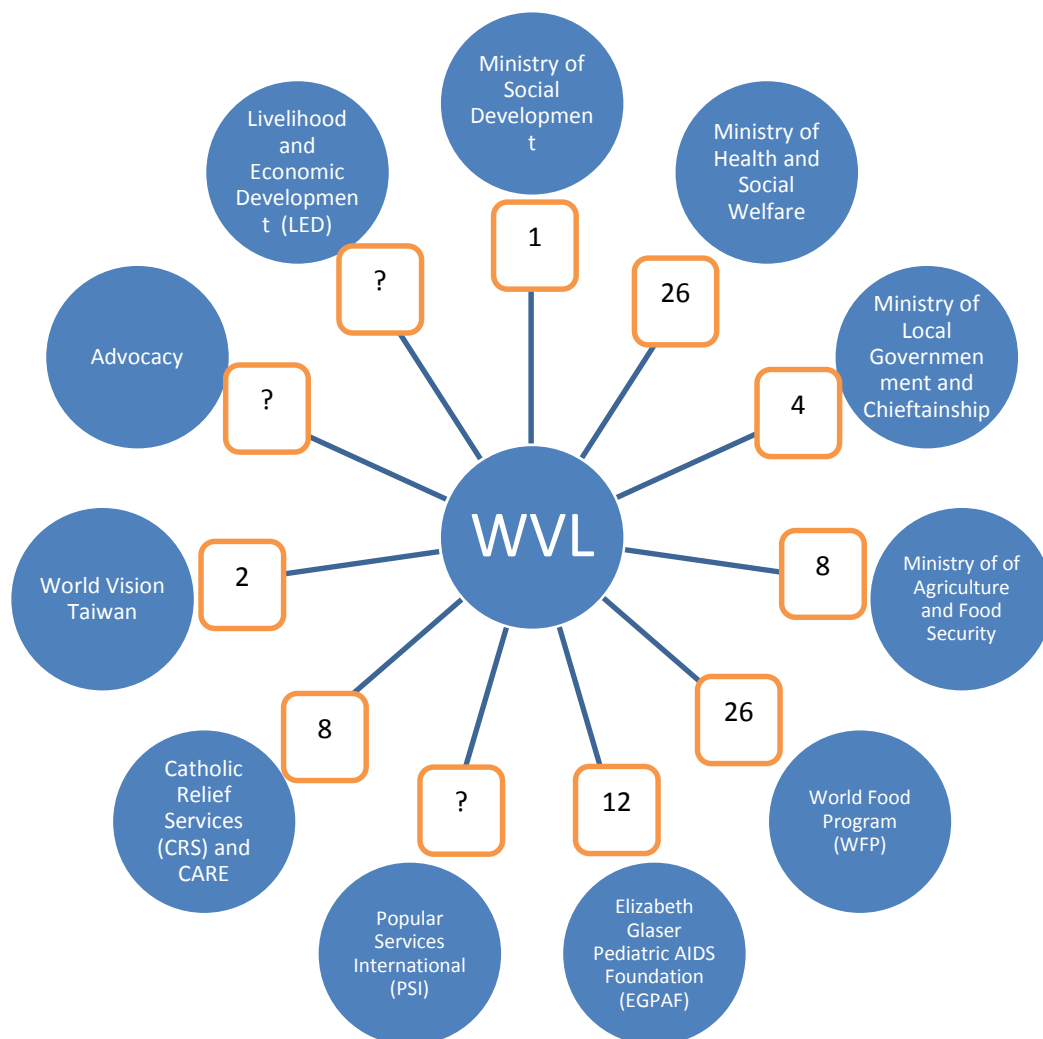 Ministry of
Social
Developmen
t
1
Ministry of
Health and
Social
Welfare
26
Ministry of
Local
Governmen
ment and
Chieftainship
4
Ministry of of
Agriculture
and Food
Security
8
World Food
Program
(WFP)
26
Elizabeth
Glaser
Pediatric AIDS
Foundation
(EGPAF)
12
Popular
Services
International
(PSI)
?
Catholic
Relief
Services
(CRS) and
CARE
8
World Vision
Taiwan
2
Advocacy
?
Livelihood
and
Economic
Developmen
t (LED)
?
WVL